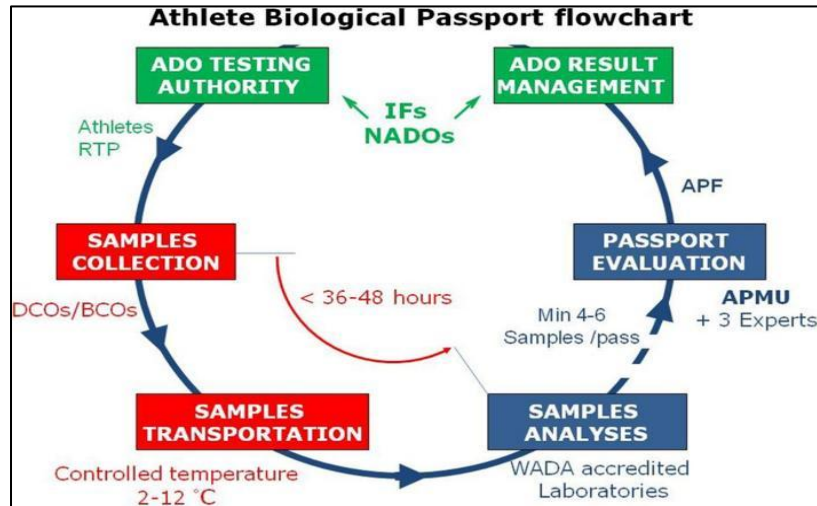 Athlete Biological Passport flowchart
ADO TESTING
AUTHORITY
ADO RESULT
MANAGEMENT
IFs
NADOs
Athletes
RTP
APF
SAMPLES
COLLECTION
PASSPORT
EVALUATION
DCOs/BCOs
< 36-48 hours
APMU
+ 3 Experts
Min 4-6
Samples /pass
SAMPLES
TRANSPORTATION
SAMPLES
ANALYSES
Controlled temperature
2-12 °C
WADA accredited
Laboratories